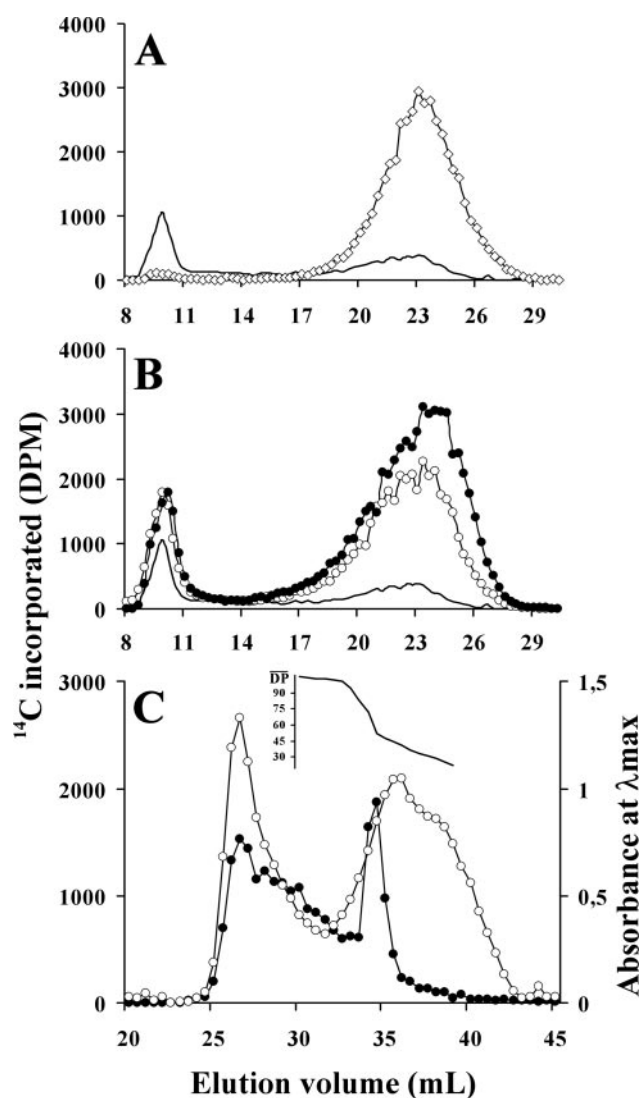 A
4000
3000
2000
1000
0
8 11 14 17 20 23 26 29
B
4000
3000
2000
1000
0
8 11 14 17 20 23 26 29
C
3000
2000
1000
0
DP
90
75
60
45
30
1,5
1
0,5
0
20 25 30 35 40 45
¹⁴C incorporated (DPM)
Absorbance at λmax
Elution volume (mL)